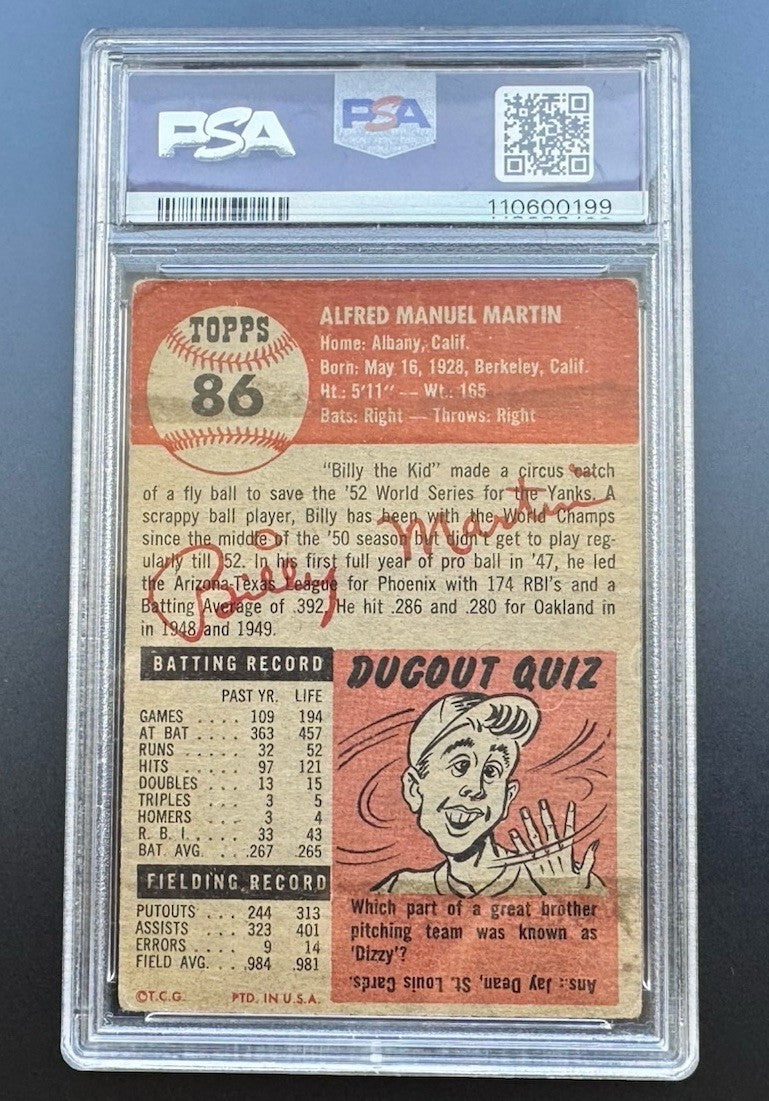 PSA
PSA
110600199
TOPPS
86
ALFRED MANUEL MARTIN
Home: Albany, Calif.
Born: May 16, 1928, Berkeley, Calif.
Ht.: 5'11" -- Wt.: 165
Bats: Right -- Throws: Right
"Billy the Kid" made a circus catch
of a fly ball to save the '52 World Series for the Yanks. A
scrappy ball player, Billy has been with the World Champs
since the middle of the '50 season but didn't get to play reg-
ularly till '52. In his first full year of pro ball in '47, he led
the Arizona-Texas League for Phoenix with 174 RBI's and a
Batting Average of .392. He hit .286 and .280 for Oakland in
in 1948 and 1949.
Billy Martin
BATTING RECORD
PAST YR. LIFE
GAMES .... 109 194
AT BAT .... 363 457
RUNS ..... 32 52
HITS ..... 97 121
DOUBLES ... 13 15
TRIPLES ... 3 5
HOMERS ... 3 4
R. B. I. .... 33 43
BAT. AVG. .. .267 .265
FIELDING RECORD
PUTOUTS ... 244 313
ASSISTS .... 323 401
ERRORS .... 9 14
FIELD AVG. .. .984 .981
©T.C.G. PTD. IN U.S.A.
DUGOUT QUIZ
Which part of a great brother
pitching team was known as
'Dizzy'?
Ans.: Jay Dean, St. Louis Cards.